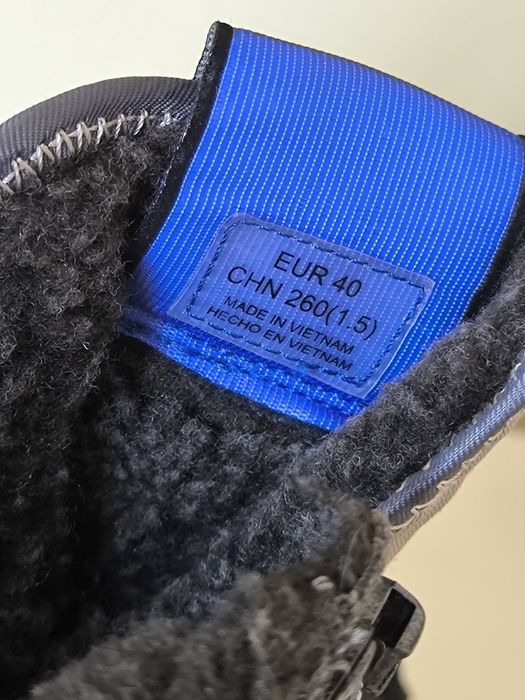 EUR 40
CHN 260(1.5)
MADE IN VIETNAM
HECHO EN VIETNAM